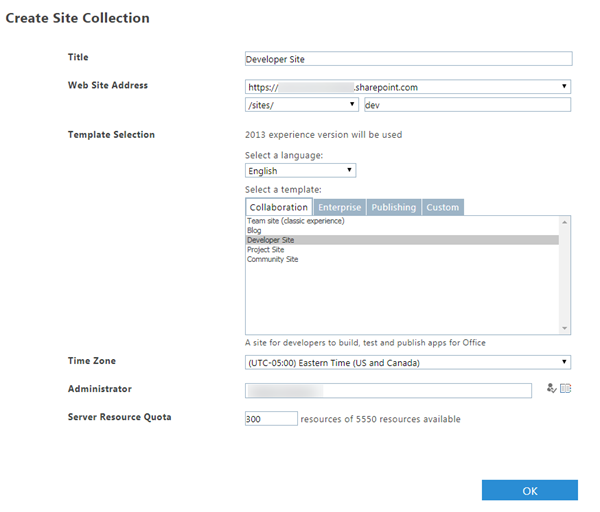 Create Site Collection
Title
Developer Site
Web Site Address
https:// .sharepoint.com
/sites/ dev
Template Selection
2013 experience version will be used
Select a language:
English
Select a template:
Collaboration Enterprise Publishing Custom
Team site (classic experience)
Blog
Developer Site
Project Site
Community Site
A site for developers to build, test and publish apps for Office
Time Zone
(UTC-05:00) Eastern Time (US and Canada)
Administrator
Server Resource Quota
300 resources of 5550 resources available
OK